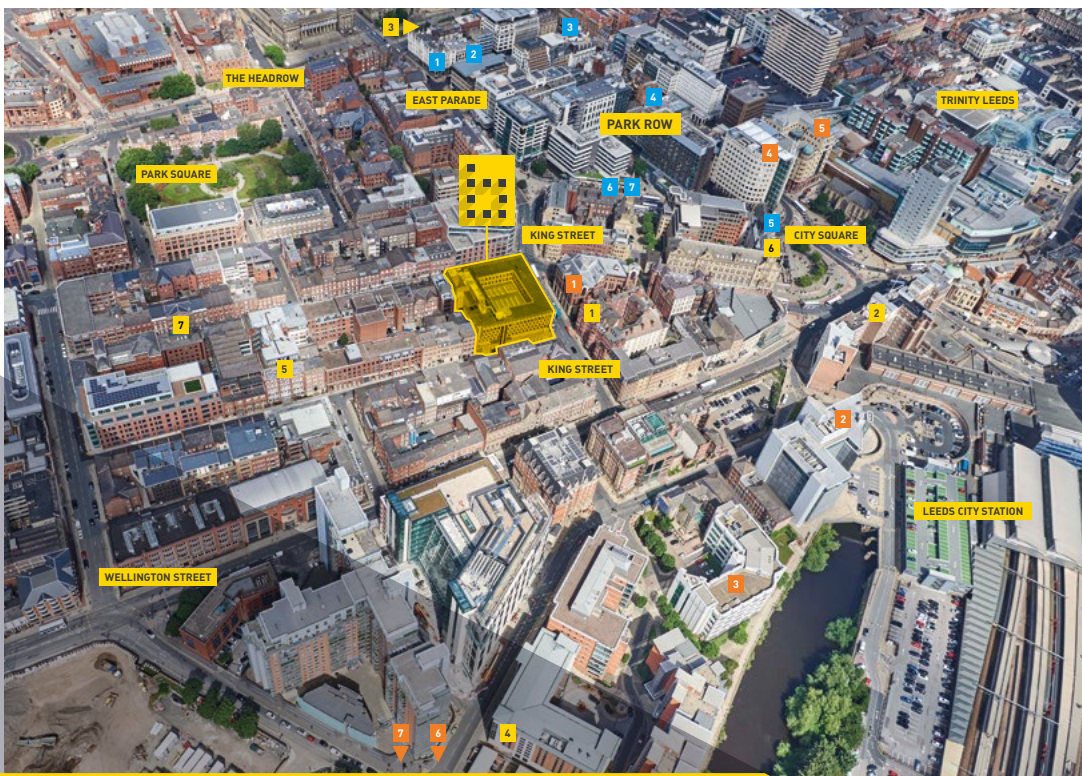 3
3
1
2
THE HEADROW
4
EAST PARADE
TRINITY LEEDS
PARK ROW
5
4
PARK SQUARE
6
7
5
KING STREET
CITY SQUARE
6
1
1
2
7
5
KING STREET
2
LEEDS CITY STATION
WELLINGTON STREET
3
7
6
4